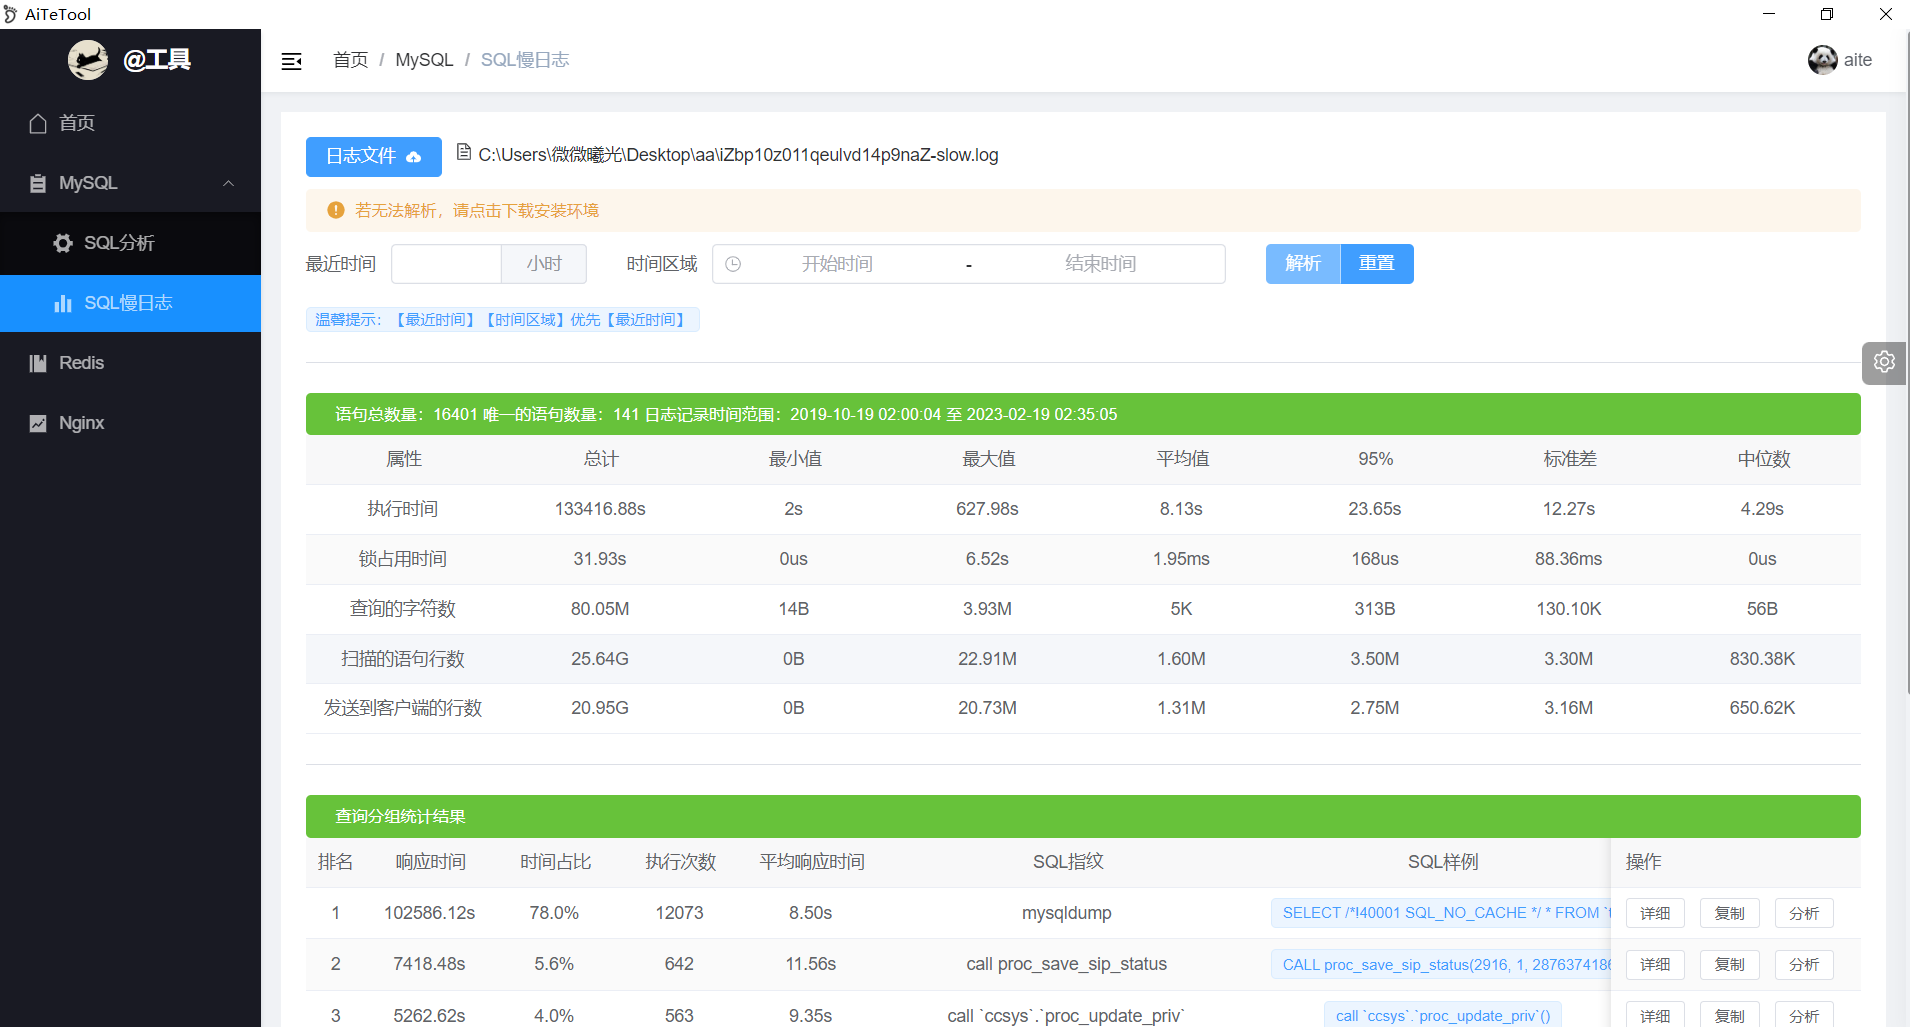 AiTeTool
@工具
首页 / MySQL / SQL慢日志
aite
首页
MySQL
SQL分析
SQL慢日志
Redis
Nginx
日志文件 C:\Users\微微曦光\Desktop\aa\iZbp10z011qeulvd14p9naZ-slow.log
若无法解析，请点击下载安装环境
最近时间 小时 时间区域 开始时间 - 结束时间 解析 重置
温馨提示：【最近时间】【时间区域】优先【最近时间】
语句总数量：16401 唯一的语句数量：141 日志记录时间范围：2019-10-19 02:00:04 至 2023-02-19 02:35:05
属性 总计 最小值 最大值 平均值 95% 标准差 中位数
执行时间 133416.88s 2s 627.98s 8.13s 23.65s 12.27s 4.29s
锁占用时间 31.93s 0us 6.52s 1.95ms 168us 88.36ms 0us
查询的字符数 80.05M 14B 3.93M 5K 313B 130.10K 56B
扫描的语句行数 25.64G 0B 22.91M 1.60M 3.50M 3.30M 830.38K
发送到客户端的行数 20.95G 0B 20.73M 1.31M 2.75M 3.16M 650.62K
查询分组统计结果
排名 响应时间 时间占比 执行次数 平均响应时间 SQL指纹 SQL样例 操作
1 102586.12s 78.0% 12073 8.50s mysqldump SELECT /*!40001 SQL_NO_CACHE */ * FROM ` 详细 复制 分析
2 7418.48s 5.6% 642 11.56s call proc_save_sip_status CALL proc_save_sip_status(2916, 1, 2876374186 详细 复制 分析
3 5262.62s 4.0% 563 9.35s call `ccsys`.`proc_update_priv` call `ccsys`.`proc_update_priv`() 详细 复制 分析